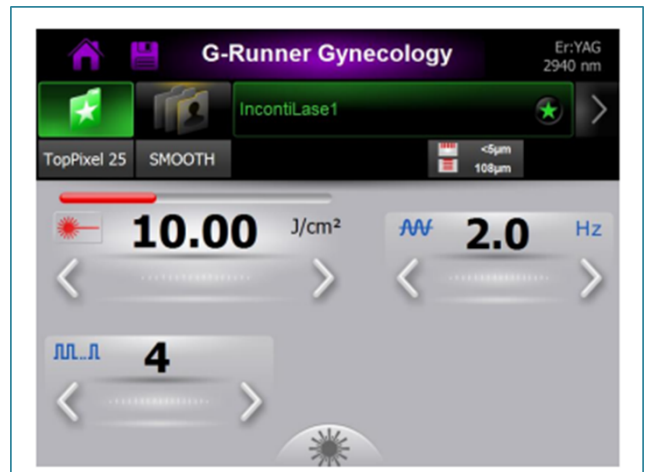 G-Runner Gynecology
Er:YAG
2940 nm
IncontiLase1
TopPixel 25
SMOOTH
<5µm
108µm
10.00 J/cm²
2.0 Hz
4